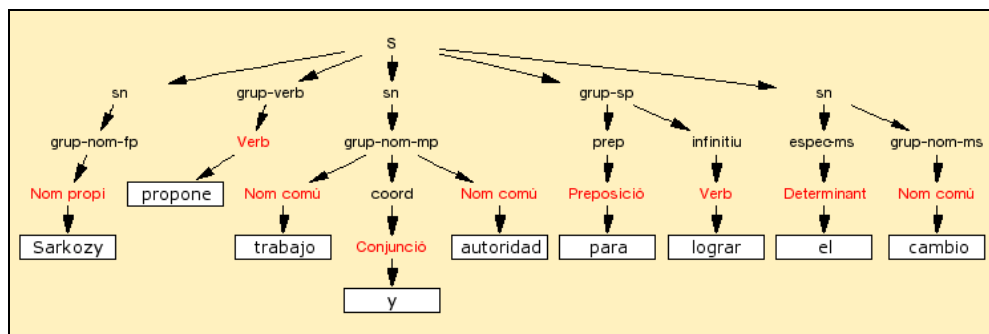 S
sn grup-verb sn grup-sp sn
grup-nom-fp Verb grup-nom-mp prep infinitiu espec-ms grup-nom-ms
Nom propi propone Nom comú coord Nom comú Preposició Verb Determinant Nom comú
Sarkozy trabajo Conjunció autoridad para lograr el cambio
y